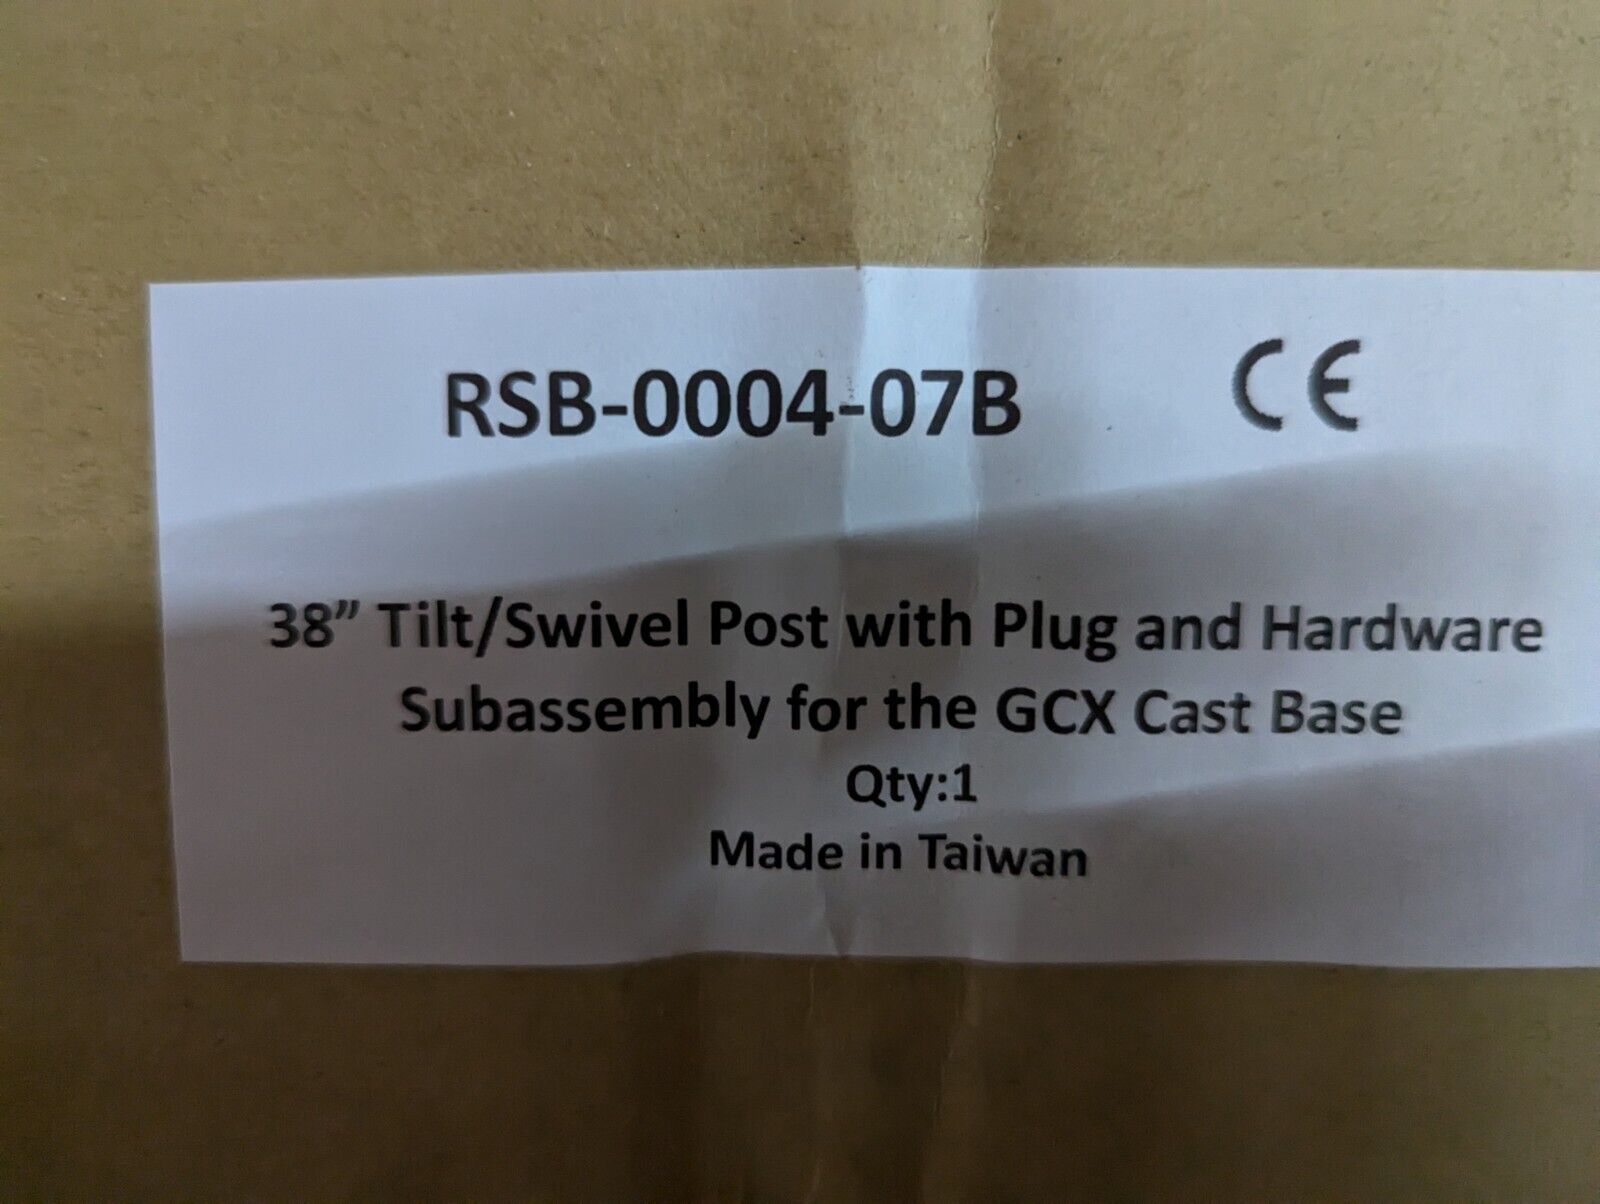 RSB-0004-07B CE
38” Tilt/Swivel Post with Plug and Hardware
Subassembly for the GCX Cast Base
Qty:1
Made in Taiwan